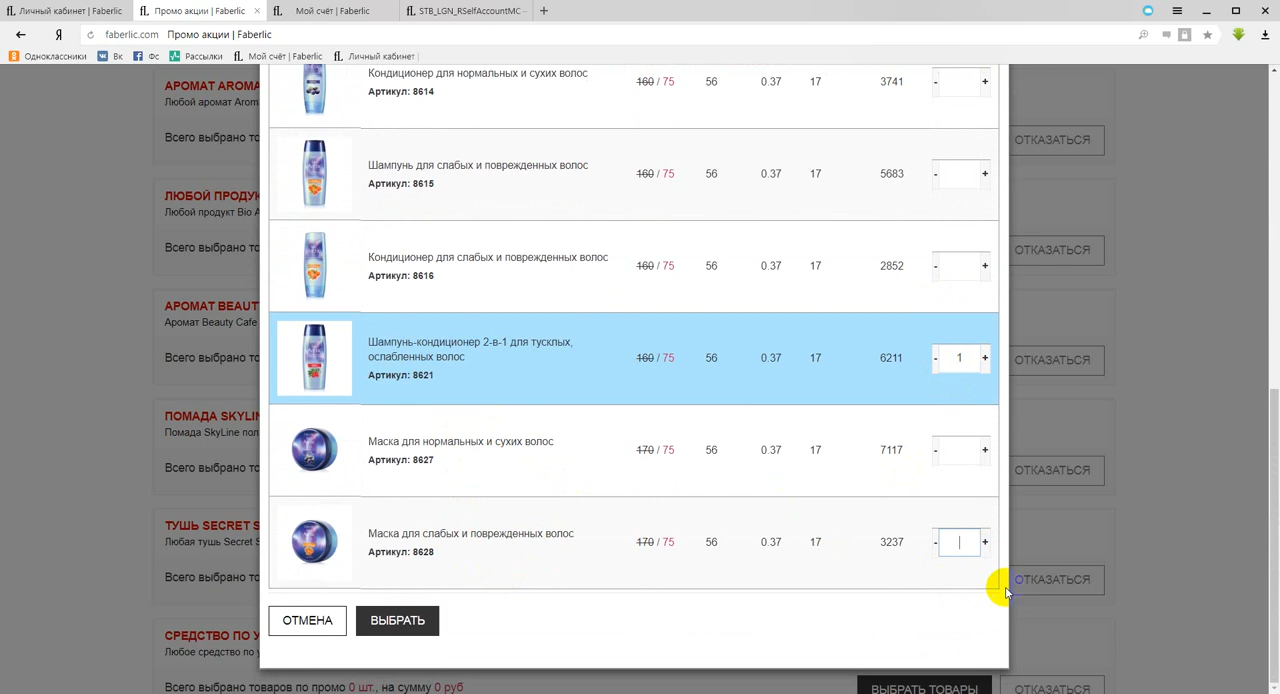 Личный кабинет | Faberlic
Промо акции | Faberlic
Мой счёт | Faberlic
STB_LGN_RSelfAccountMC
faberlic.com Промо акции | Faberlic
Одноклассники Вк Фс Рассылки Мой счёт | Faberlic Личный кабинет
АРОМАТ AROMA
Любой аромат Arom
Всего выбрано то
ОТКАЗАТЬСЯ
ЛЮБОЙ ПРОДУК
Любой продукт Bio A
Всего выбрано то
ОТКАЗАТЬСЯ
АРОМАТ BEAUT
Аромат Beauty Cafe
Всего выбрано то
ОТКАЗАТЬСЯ
ПОМАДА SKYLIN
Помада SkyLine пол
Всего выбрано то
ОТКАЗАТЬСЯ
ТУШЬ SECRET S
Любая тушь Secret S
Всего выбрано то
ОТКАЗАТЬСЯ
СРЕДСТВО ПО У
Любое средство по у
Всего выбрано товаров по промо 0 шт., на сумму 0 руб
ВЫБРАТЬ ТОВАРЫ
ОТКАЗАТЬСЯ
Кондиционер для нормальных и сухих волос
Артикул: 8614
160 / 75 56 0.37 17 3741 - +
Шампунь для слабых и поврежденных волос
Артикул: 8615
160 / 75 56 0.37 17 5683 - +
Кондиционер для слабых и поврежденных волос
Артикул: 8616
160 / 75 56 0.37 17 2852 - +
Шампунь-кондиционер 2-в-1 для тусклых,
ослабленных волос
Артикул: 8621
160 / 75 56 0.37 17 6211 - 1 +
Маска для нормальных и сухих волос
Артикул: 8627
170 / 75 56 0.37 17 7117 - +
Маска для слабых и поврежденных волос
Артикул: 8628
170 / 75 56 0.37 17 3237 - +
ОТМЕНА
ВЫБРАТЬ